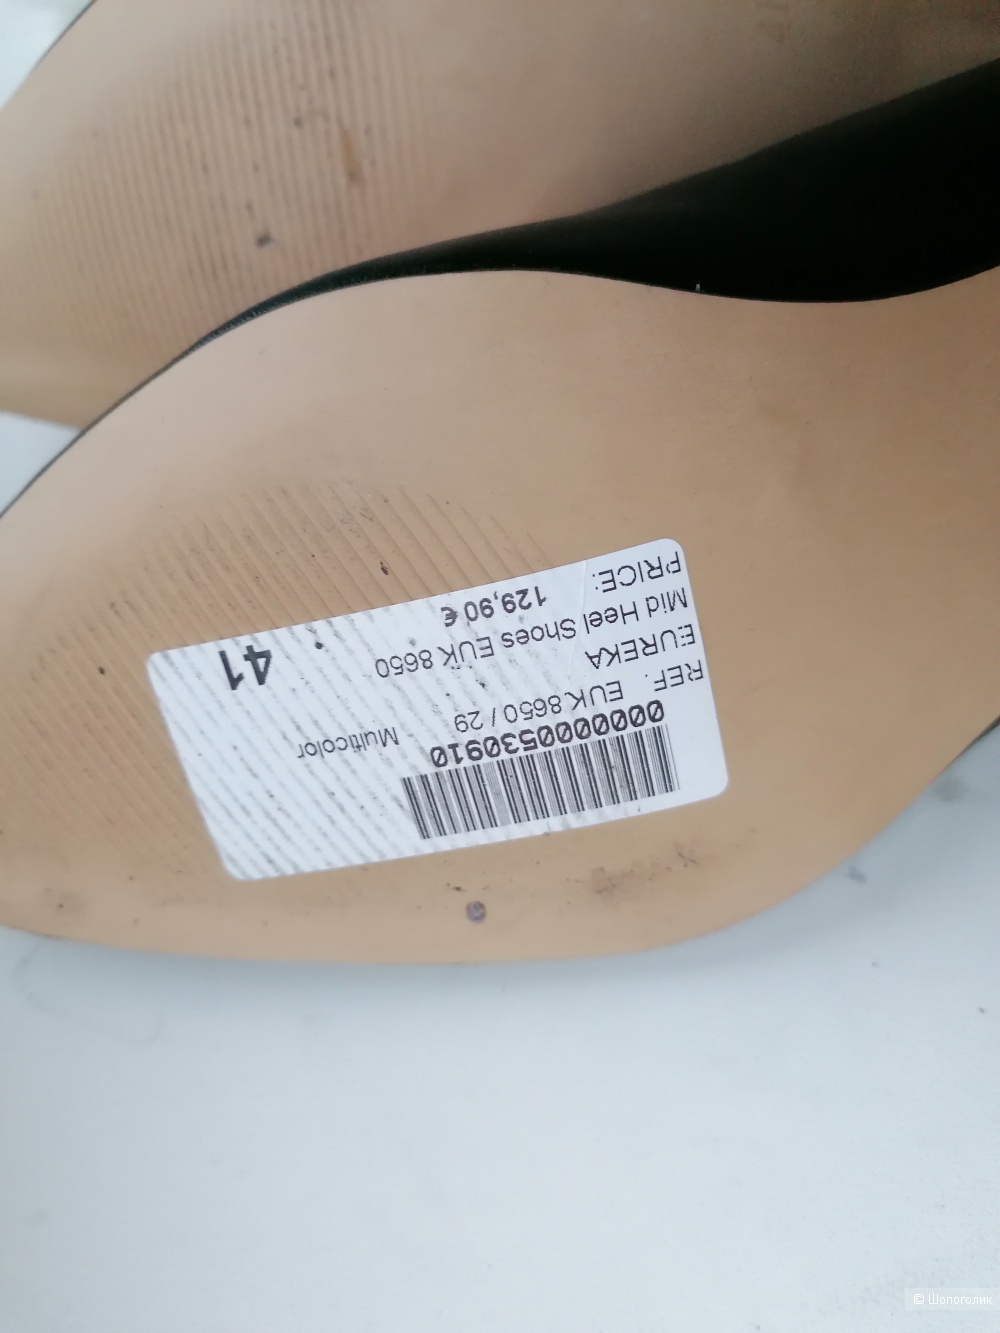 0000000530910
REF. EUK.8650 / 29 Multicolor
EUREKA
Mid Heel Shoes EUK 8650
PRICE: 129,90 € 41
© Шопоголик